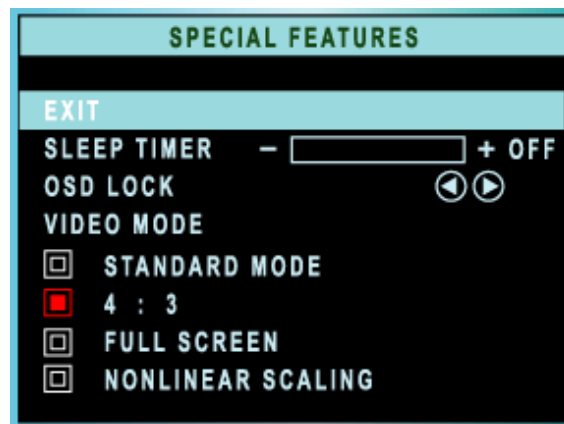 SPECIAL FEATURES
EXIT
SLEEP TIMER - + OFF
OSD LOCK
VIDEO MODE
STANDARD MODE
4 : 3
FULL SCREEN
NONLINEAR SCALING